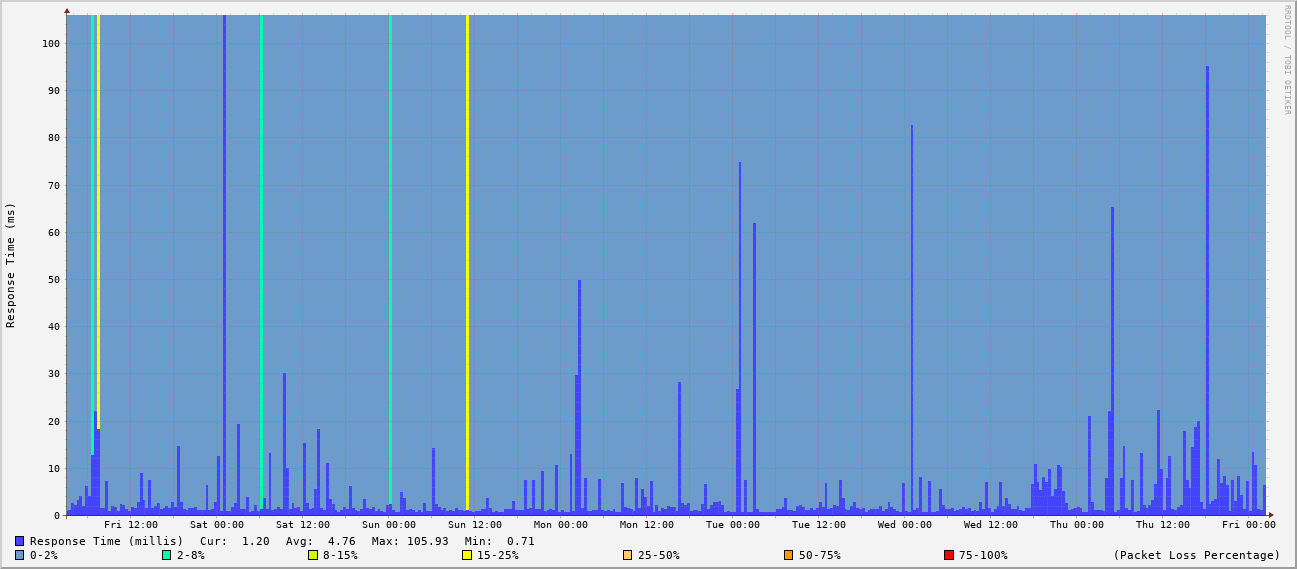 RRDTOOL / TOBI OETIKER
Response Time (ms)
100
90
80
70
60
50
40
30
20
10
0
Fri 12:00 Sat 00:00 Sat 12:00 Sun 00:00 Sun 12:00 Mon 00:00 Mon 12:00 Tue 00:00 Tue 12:00 Wed 00:00 Wed 12:00 Thu 00:00 Thu 12:00 Fri 00:00
Response Time (millis) Cur: 1.20 Avg: 4.76 Max: 105.93 Min: 0.71
0-2% 2-8% 8-15% 15-25% 25-50% 50-75% 75-100% (Packet Loss Percentage)